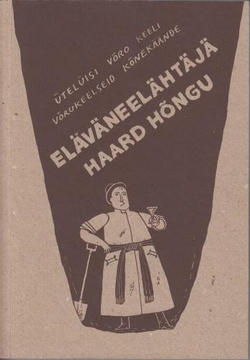 ÜTELÜISI VÕRO KEELI
VÕRUKEELSEID KÕNEKÄÄNDE
ELÄVÄNEELÄHTÄJÄ
HAARD HÕNGU